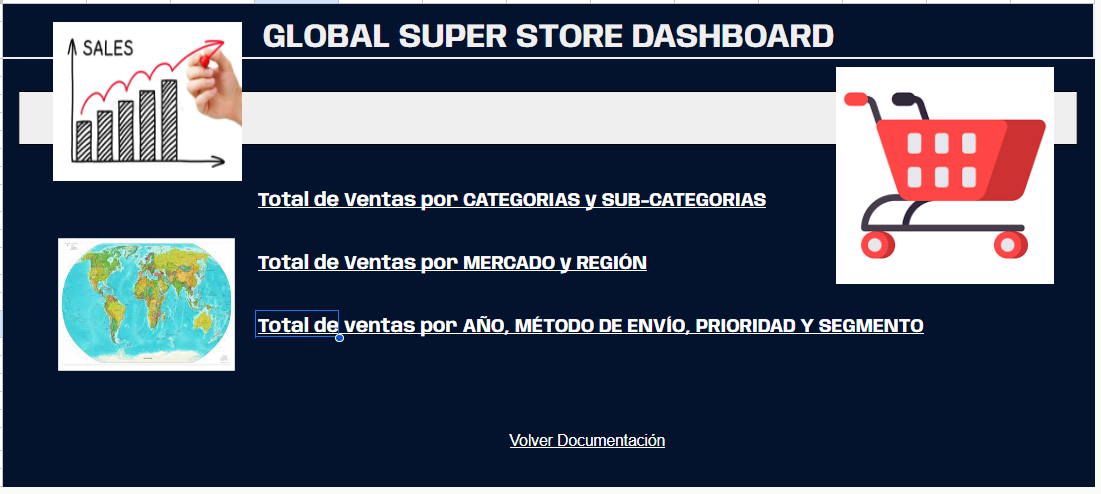 GLOBAL SUPER STORE DASHBOARD
SALES
Total de Ventas por CATEGORIAS y SUB-CATEGORIAS
Total de Ventas por MERCADO y REGIÓN
Total de ventas por AÑO, MÉTODO DE ENVÍO, PRIORIDAD Y SEGMENTO
Volver Documentación